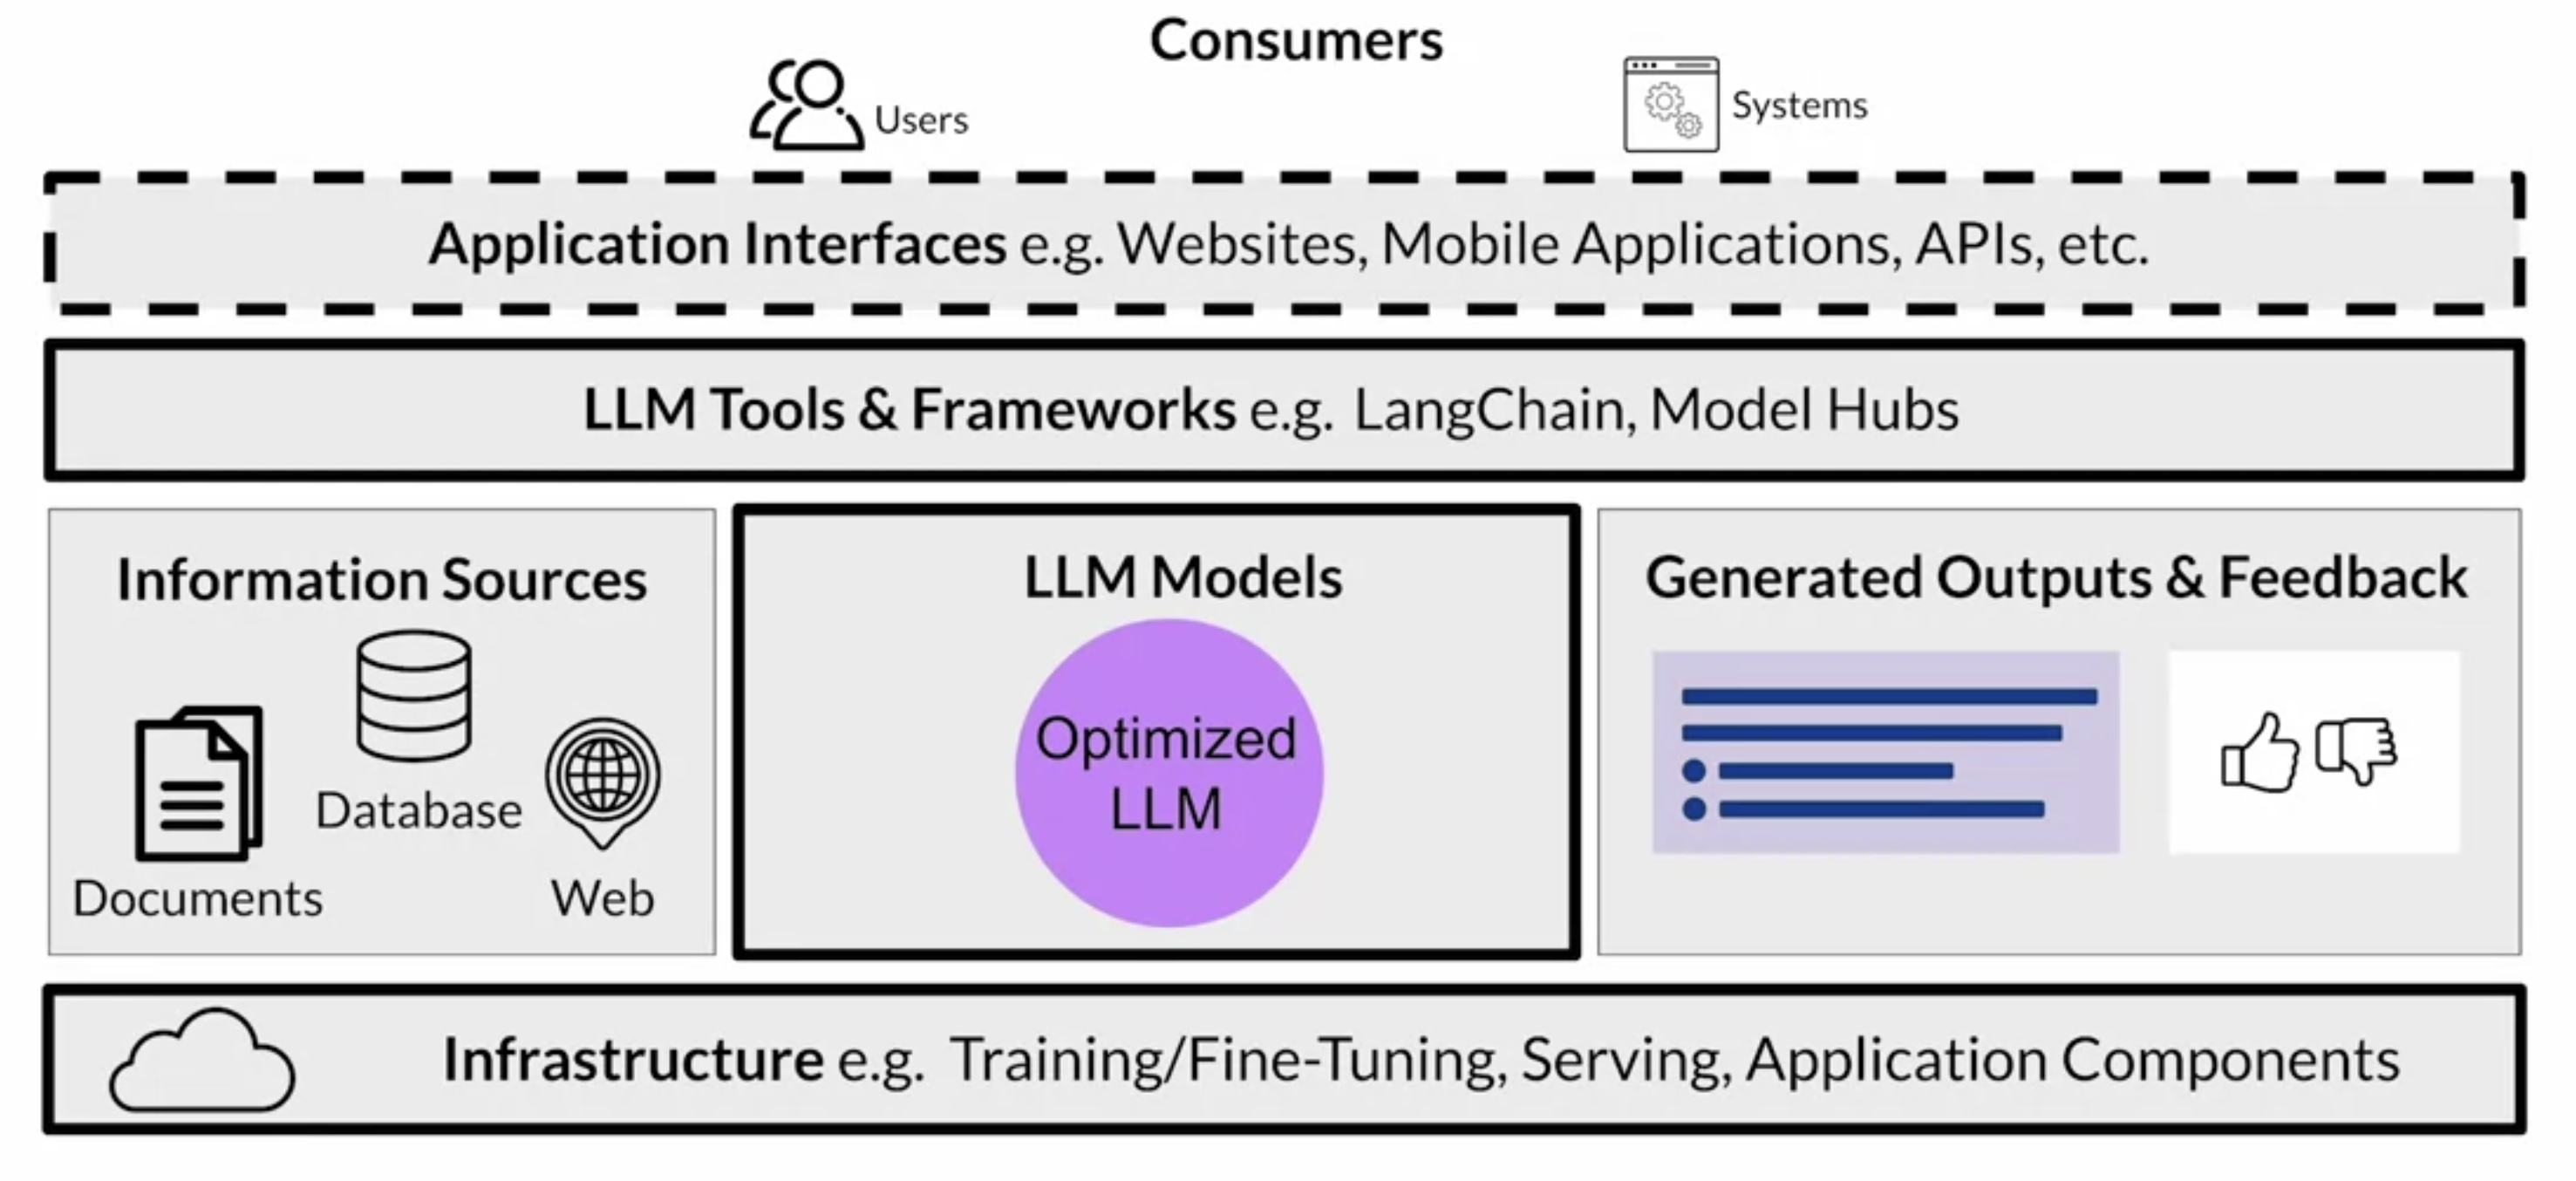 Consumers
Users
Systems
Application Interfaces e.g. Websites, Mobile Applications, APIs, etc.
LLM Tools & Frameworks e.g. LangChain, Model Hubs
Information Sources
Documents
Database
Web
LLM Models
Optimized
LLM
Generated Outputs & Feedback
Infrastructure e.g. Training/Fine-Tuning, Serving, Application Components